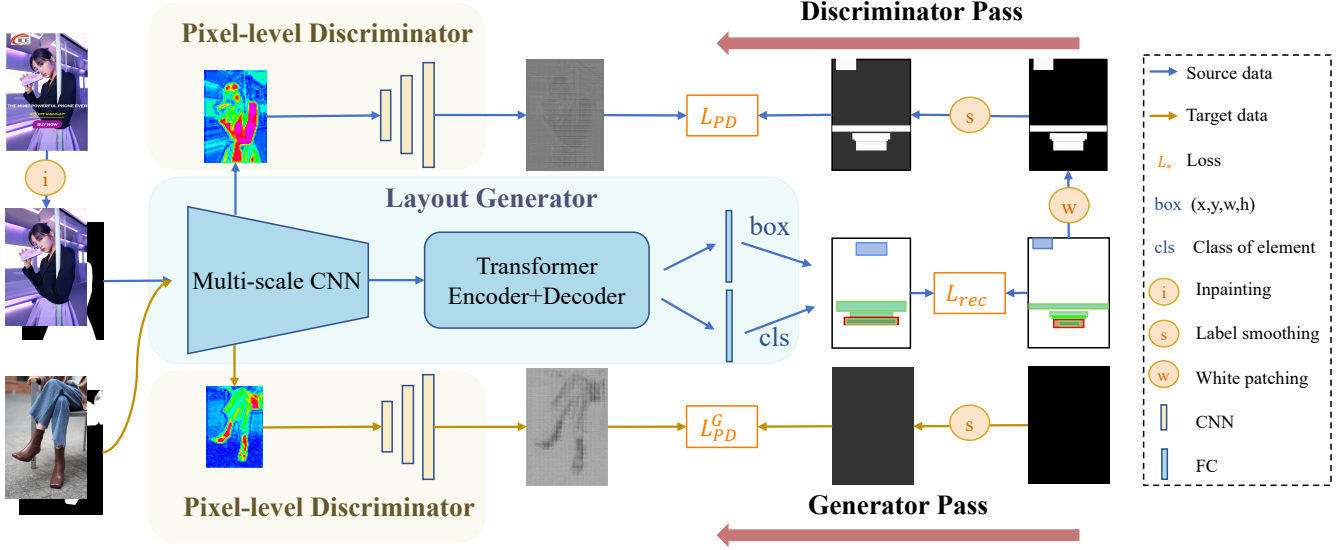 Discriminator Pass
Pixel-level Discriminator
ICE
THE MOST POWERFUL PHONE EVER
BUY NOW
i
L_PD
s
w
Layout Generator
Multi-scale CNN
Transformer
Encoder+Decoder
box
cls
L_rec
L_PD^G
s
Pixel-level Discriminator
Generator Pass
Source data
Target data
L_* Loss
box (x,y,w,h)
cls Class of element
i Inpainting
s Label smoothing
w White patching
CNN
FC